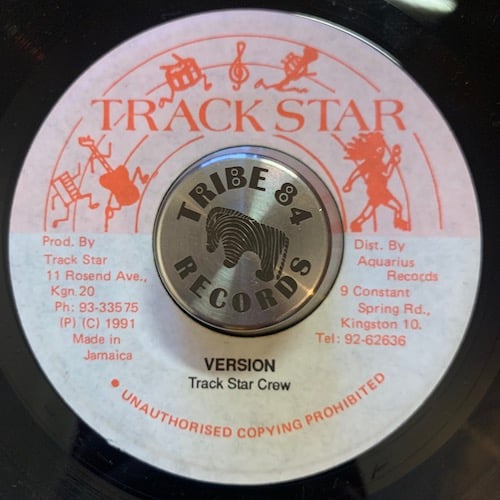 TRACK STAR
TRIBE 84
RECORDS
Prod. By
Track Star
11 Rosend Ave.,
Kgn.20
Ph: 93-33575
(P) (C) 1991
Made in
Jamaica
Dist. By
Aquarius
Records
9 Constant
Spring Rd.,
Kingston 10.
Tel: 92-62636
VERSION
Track Star Crew
• UNAUTHORISED COPYING PROHIBITED